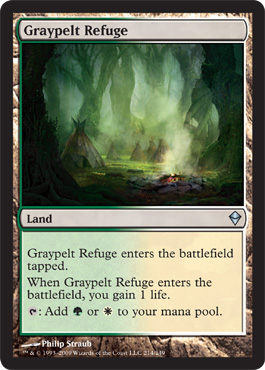 Graypelt Refuge
Land
Graypelt Refuge enters the battlefield
tapped.
When Graypelt Refuge enters the
battlefield, you gain 1 life.
: Add or to your mana pool.
Philip Straub
™ & © 1993-2009 Wizards of the Coast LLC 214/249